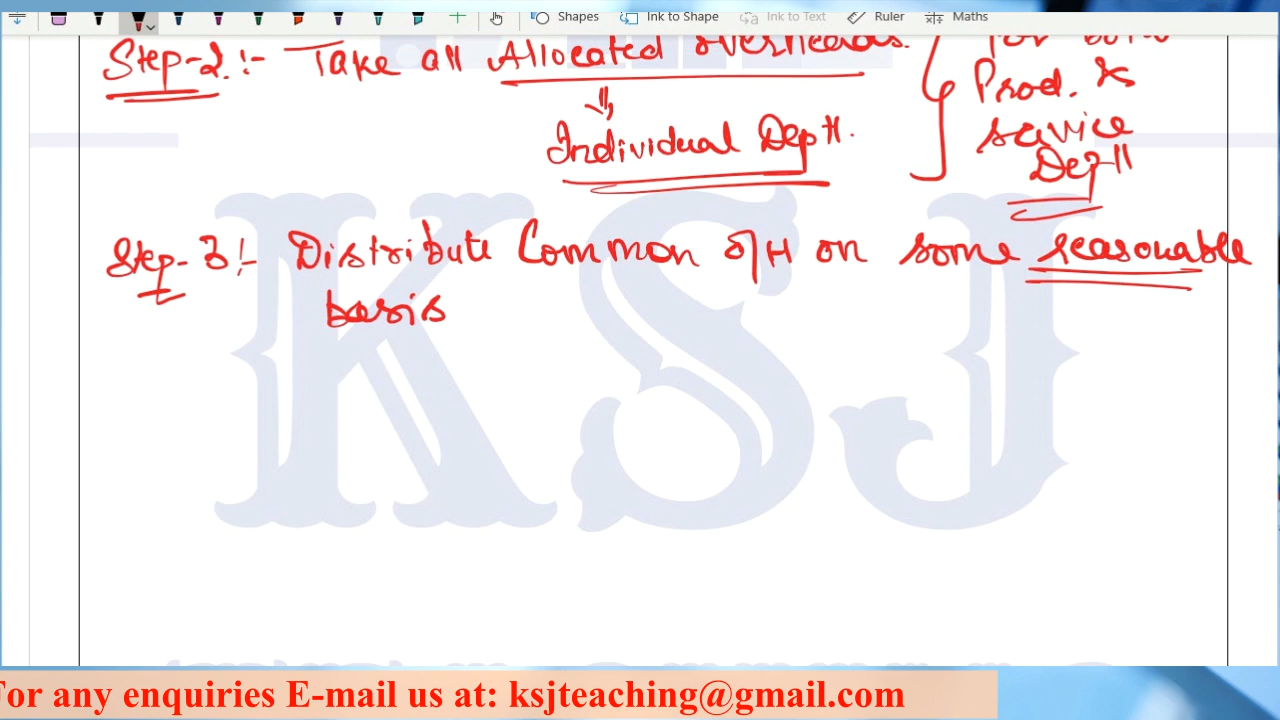 Shapes Ink to Shape Ink to Text Ruler Maths
Step-2:- Take all Allocated overheads.
for both
Prod. &
service
Deptt
Individual Deptt.
Step-3:- Distribute Common O/H on some reasonable
basis
KSJ
For any enquiries E-mail us at: ksjteaching@gmail.com